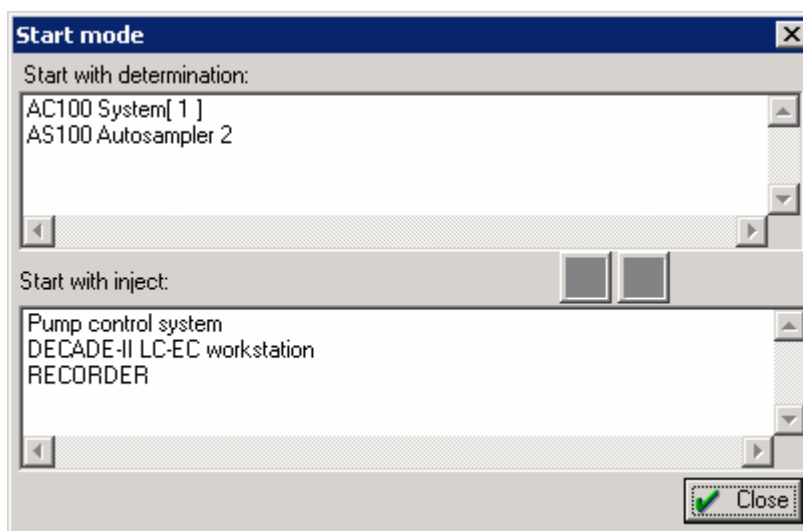 Start mode
Start with determination:
AC100 System[ 1 ]
AS100 Autosampler 2
Start with inject:
Pump control system
DECADE-II LC-EC workstation
RECORDER
Close